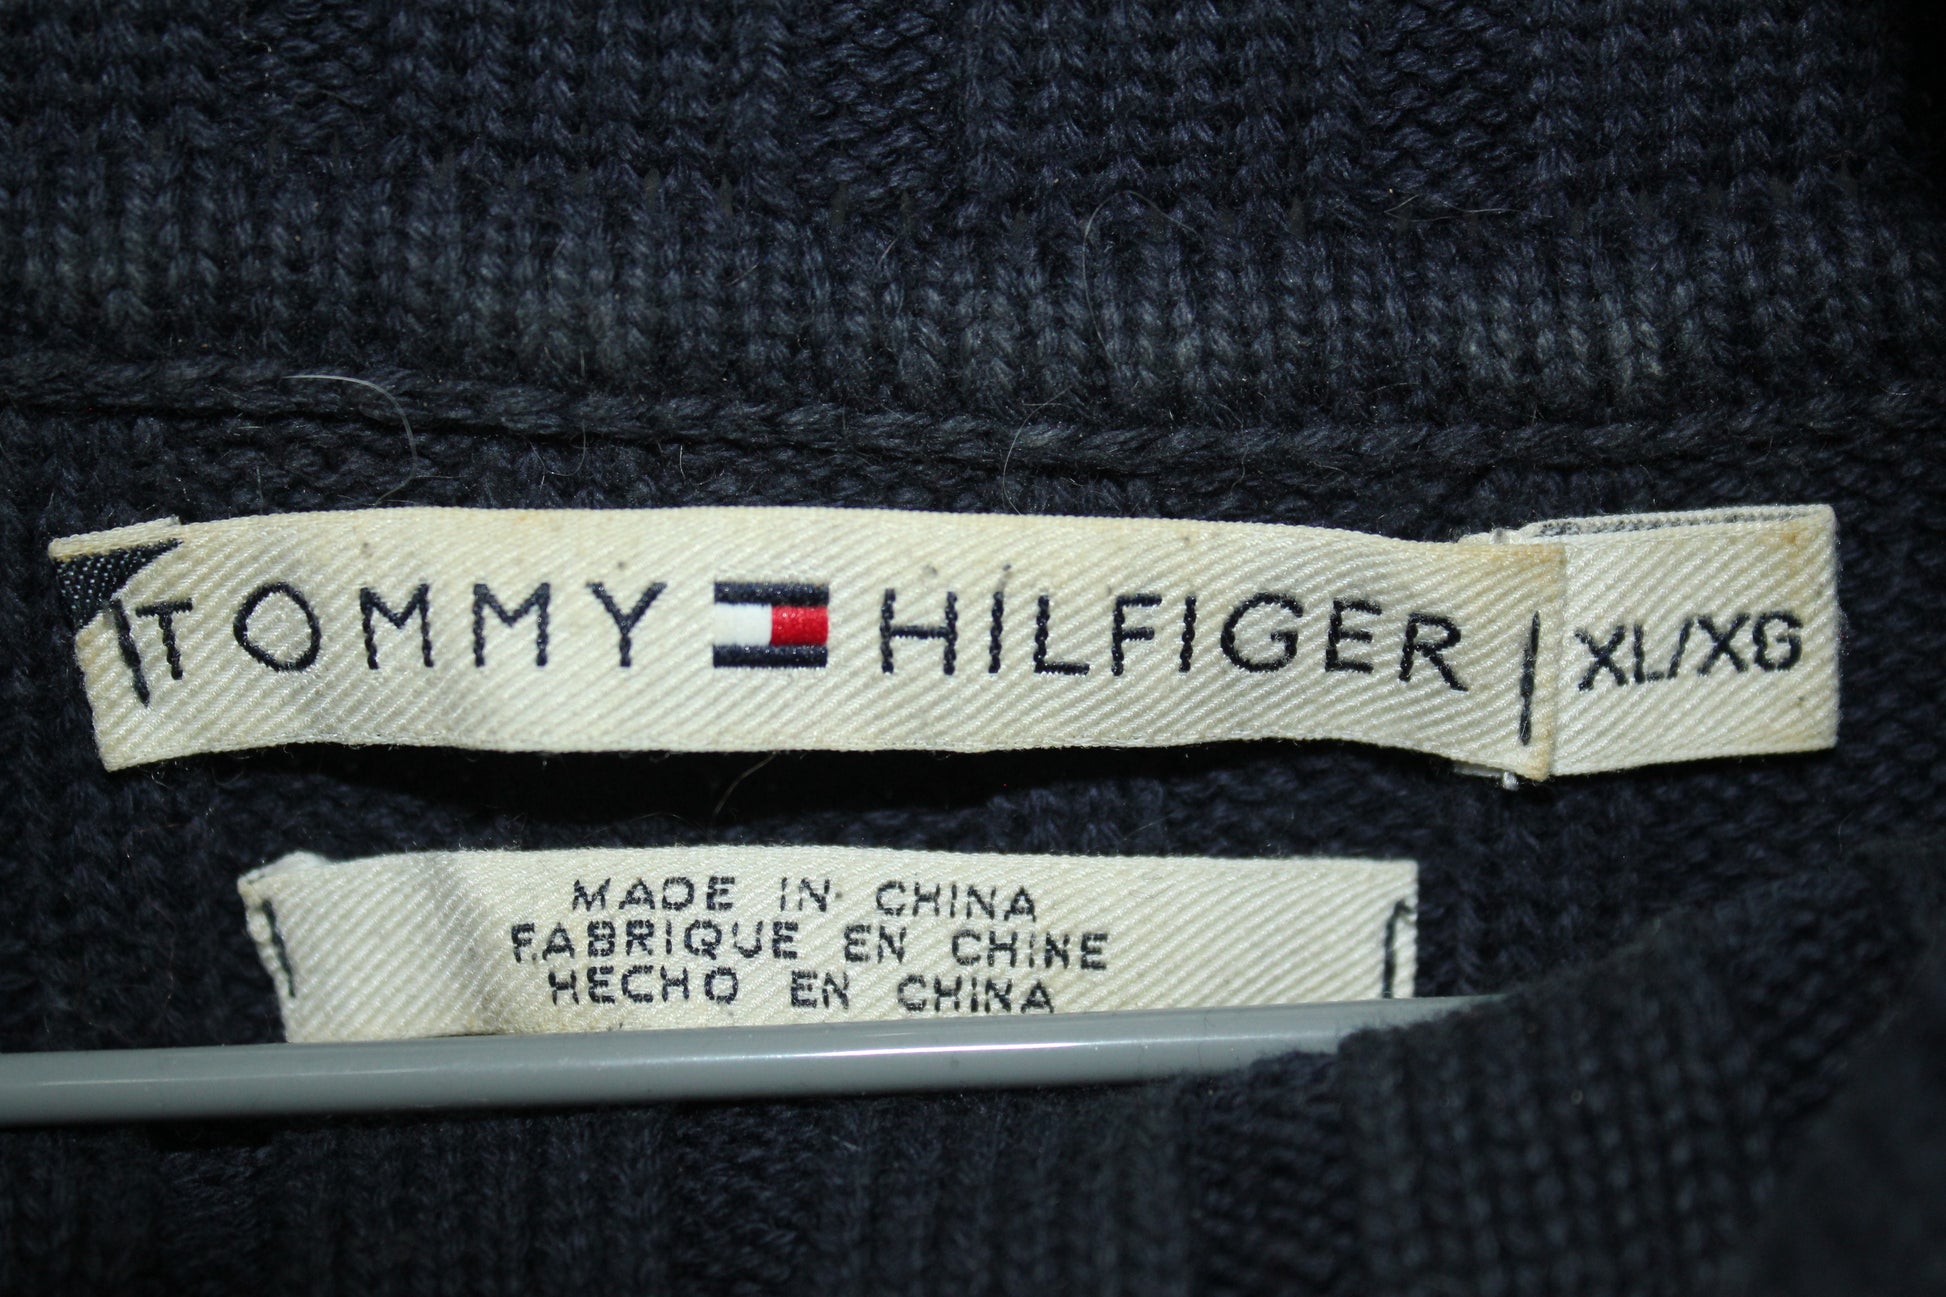 TOMMY HILFIGER XL/XG
MADE IN CHINA
FABRIQUE EN CHINE
HECHO EN CHINA